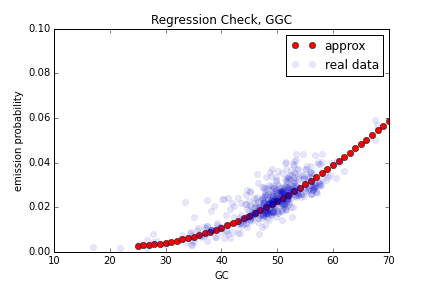 Regression Check, GGC
approx
real data
emission probability
0.10
0.08
0.06
0.04
0.02
0.00
10 20 30 40 50 60 70
GC